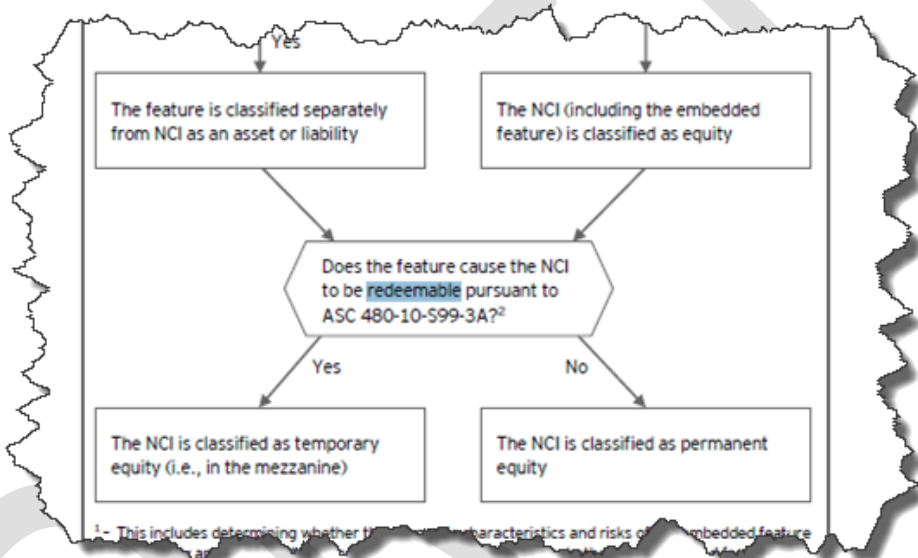 Yes
The feature is classified separately
from NCI as an asset or liability
The NCI (including the embedded
feature) is classified as equity
Does the feature cause the NCI
to be redeemable pursuant to
ASC 480-10-S99-3A?²
Yes
No
The NCI is classified as temporary
equity (i.e., in the mezzanine)
The NCI is classified as permanent
equity
¹- This includes determining whether characteristics and risks of embedded feature